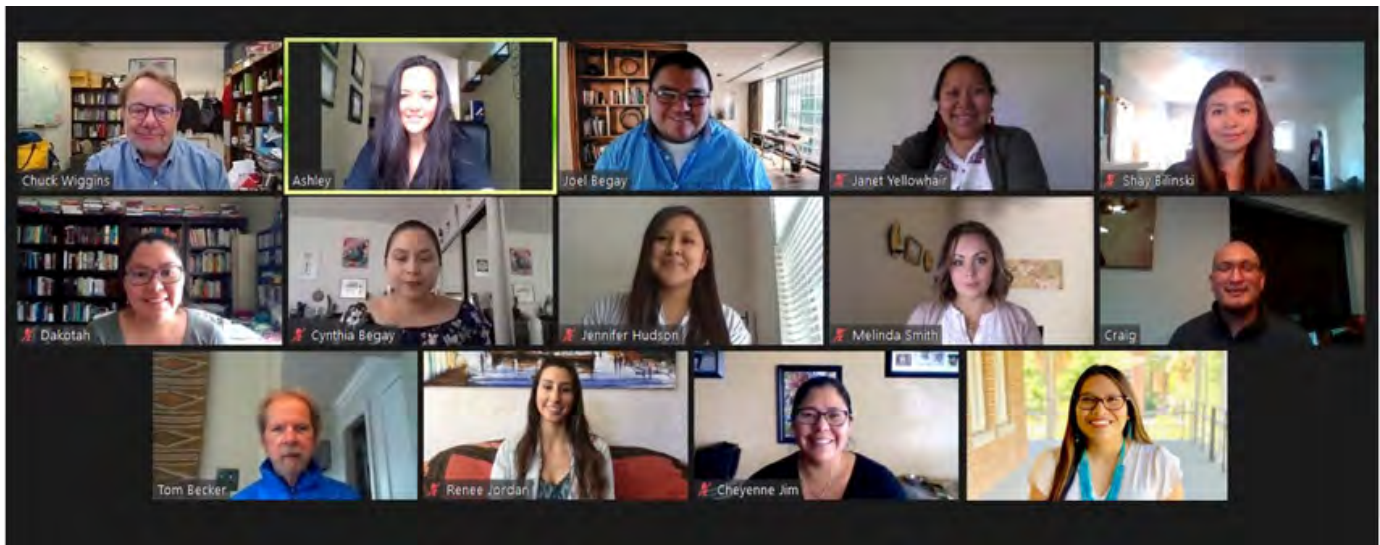 Chuck Wiggins
Ashley
Joel Begay
Janet Yellowhair
Shay Bilinski
Dakotah
Cynthia Begay
Jennifer Hudson
Melinda Smith
Craig
Tom Becker
Renee Jordan
Cheyenne Jim